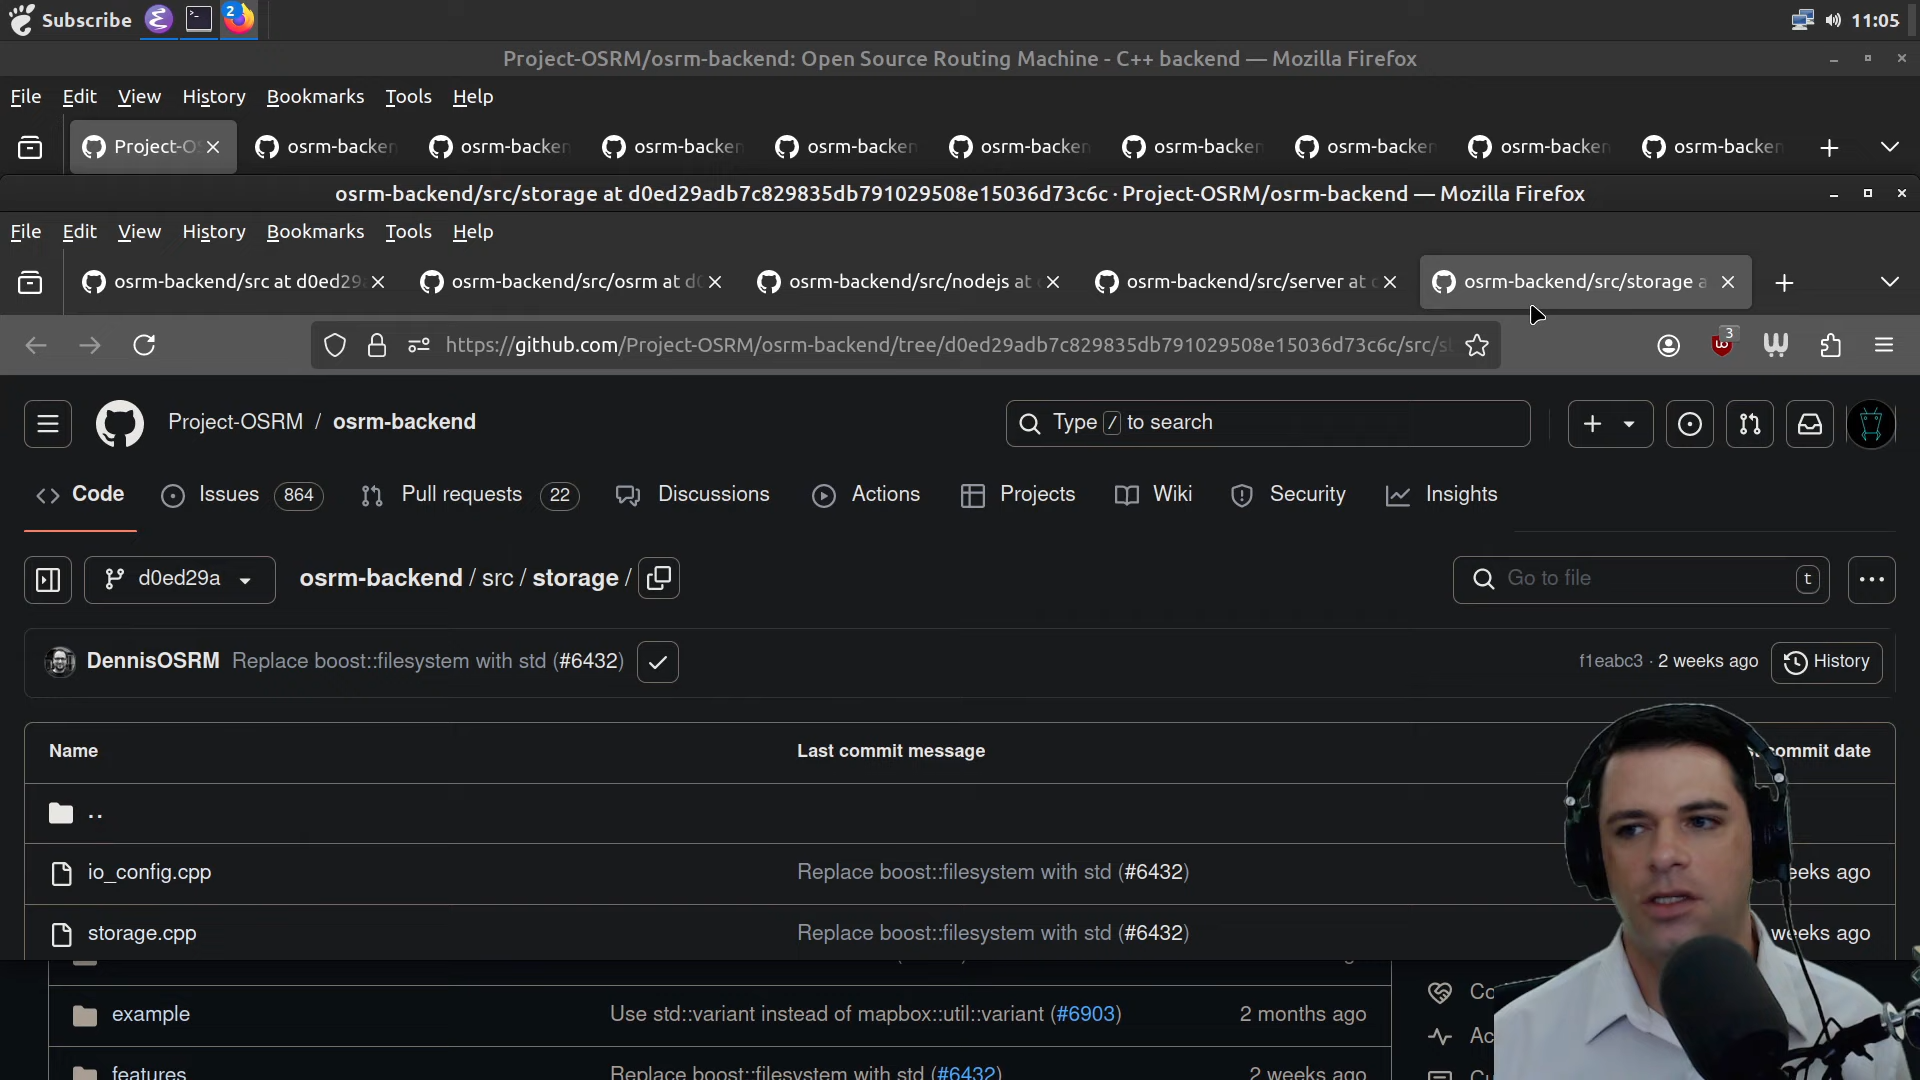 Subscribe 2 11:05
Project-OSRM/osrm-backend: Open Source Routing Machine - C++ backend — Mozilla Firefox
File Edit View History Bookmarks Tools Help
Project-O osrm-backen osrm-backen osrm-backen osrm-backen osrm-backen osrm-backen osrm-backen osrm-backen osrm-backen
osrm-backend/src/storage at d0ed29adb7c829835db791029508e15036d73c6c · Project-OSRM/osrm-backend — Mozilla Firefox
File Edit View History Bookmarks Tools Help
osrm-backend/src at d0ed29a osrm-backend/src/osrm at d0 osrm-backend/src/nodejs at osrm-backend/src/server at osrm-backend/src/storage a
https://github.com/Project-OSRM/osrm-backend/tree/d0ed29adb7c829835db791029508e15036d73c6c/src/s 3
Project-OSRM / osrm-backend Type / to search
Code Issues 864 Pull requests 22 Discussions Actions Projects Wiki Security Insights
d0ed29a osrm-backend / src / storage / Go to file t
DennisOSRM Replace boost::filesystem with std (#6432) f1eabc3 · 2 weeks ago History
Name Last commit message commit date
..
io_config.cpp Replace boost::filesystem with std (#6432) eeks ago
storage.cpp Replace boost::filesystem with std (#6432) weeks ago
example Use std::variant instead of mapbox::util::variant (#6903) 2 months ago
features Replace boost::filesystem with std (#6432) 2 weeks ago